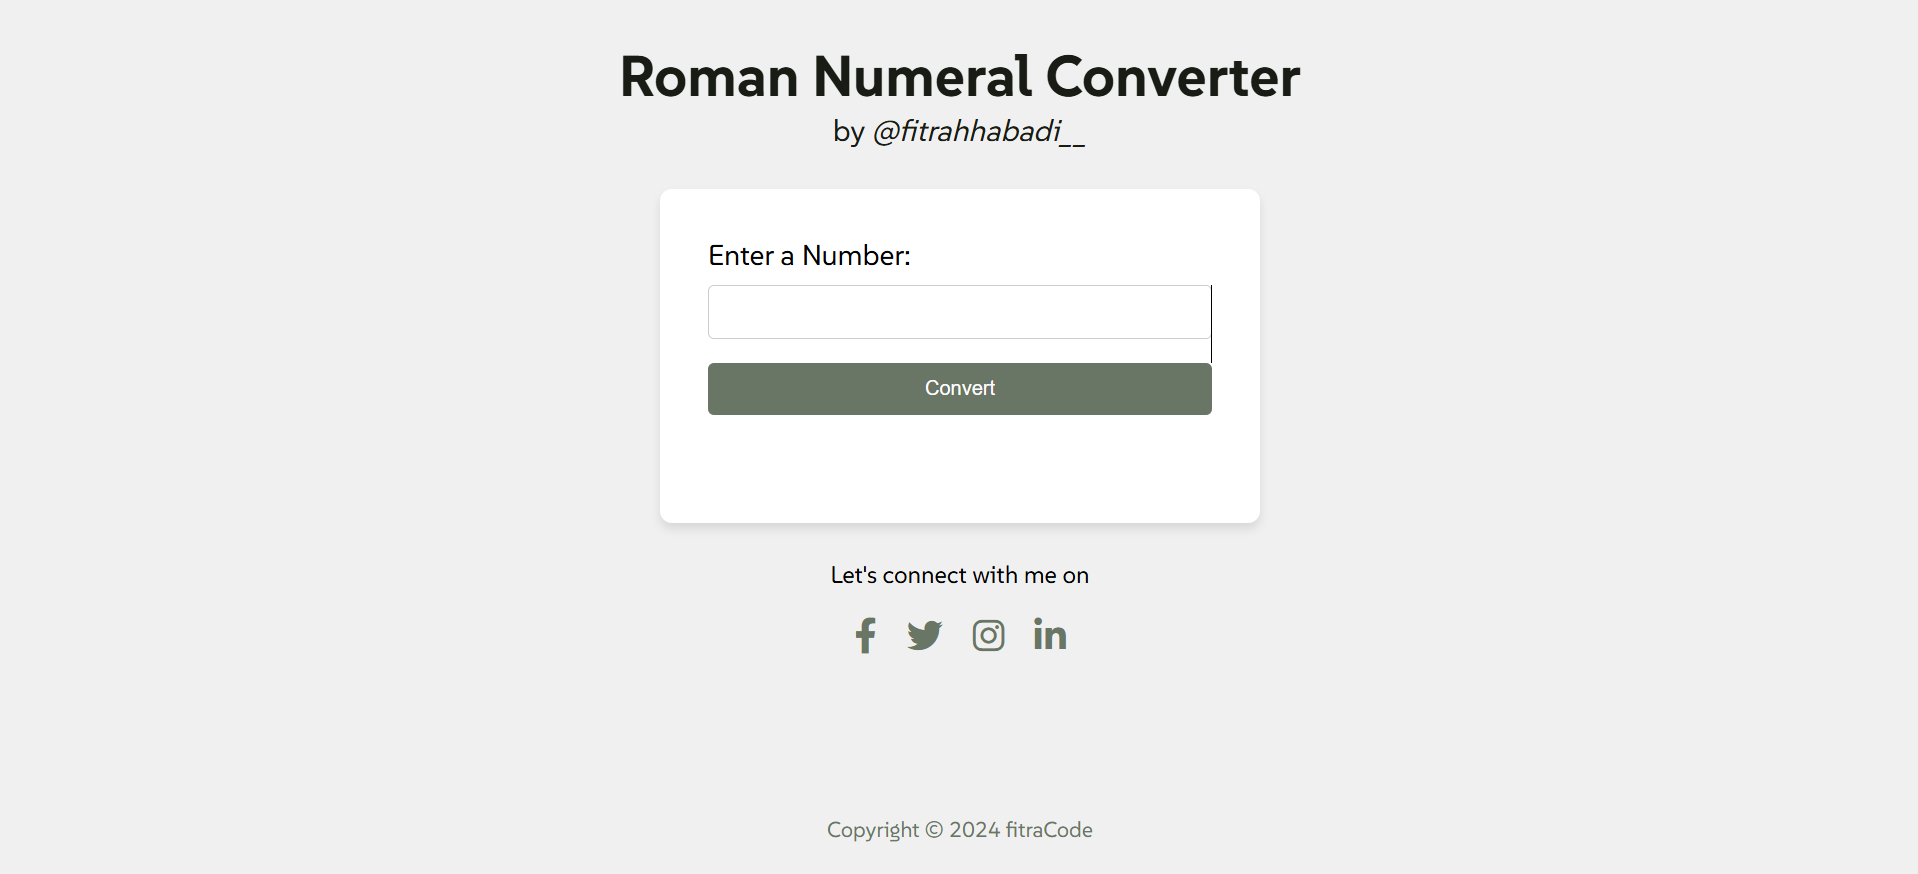 Roman Numeral Converter
by @fitrahhabadi__
Enter a Number:
Convert
Let's connect with me on
Copyright © 2024 fitraCode